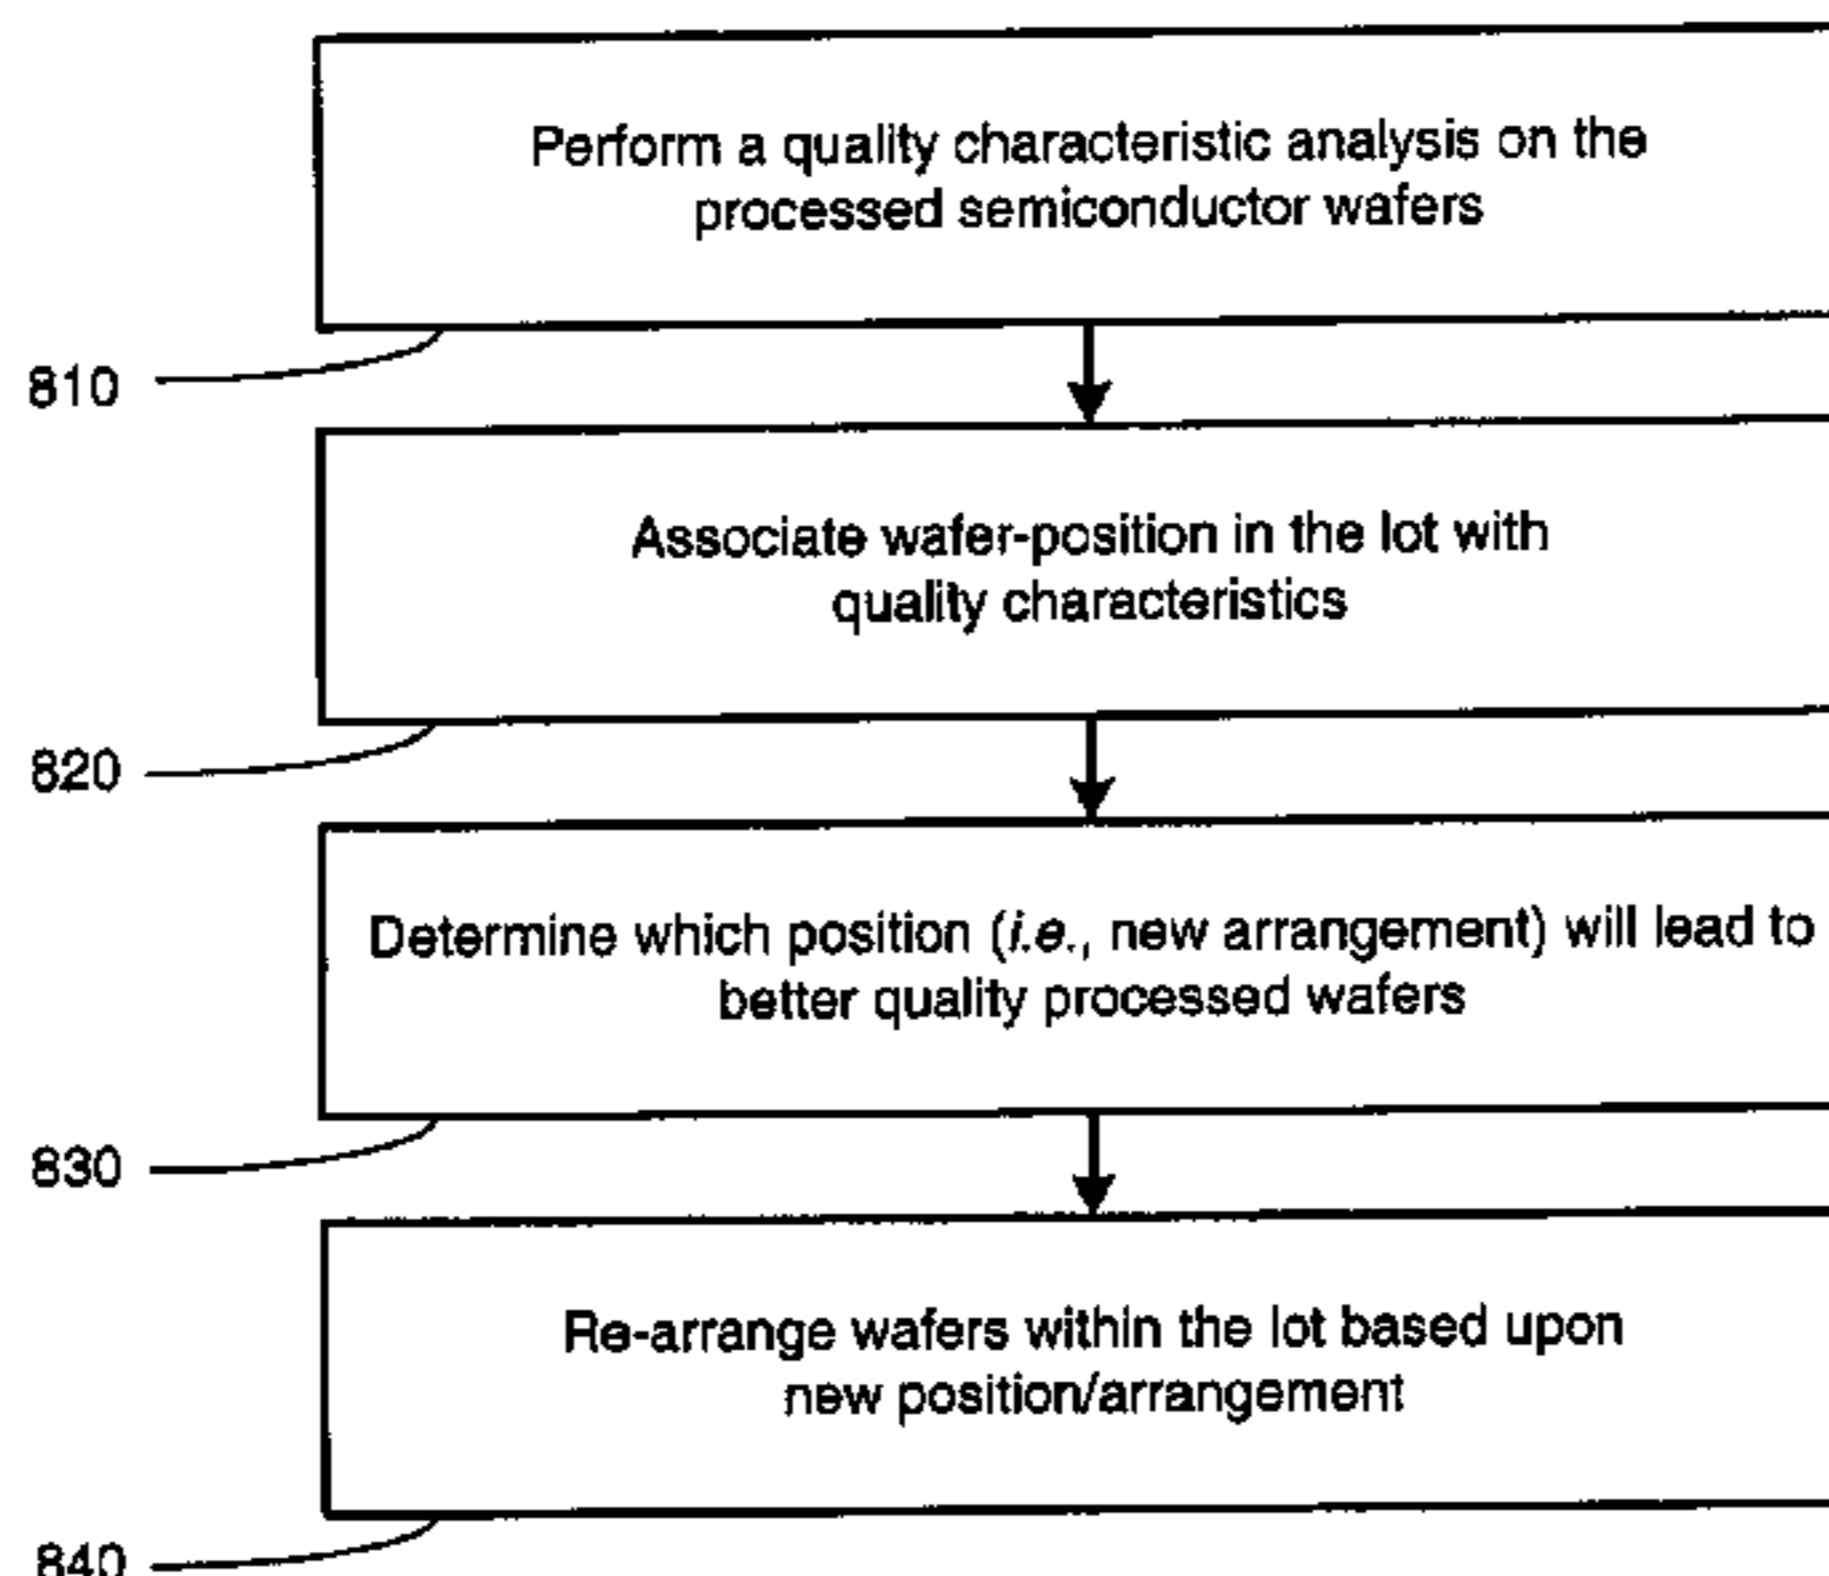 Perform a quality characteristic analysis on the
processed semiconductor wafers
810
Associate wafer-position in the lot with
quality characteristics
820
Determine which position (i.e., new arrangement) will lead to
better quality processed wafers
830
Re-arrange wafers within the lot based upon
new position/arrangement
840